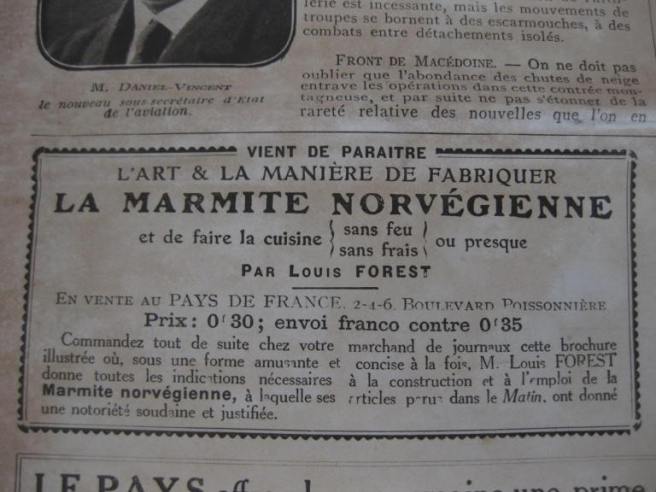 M. DANIEL-VINCENT
le nouveau sous-secrétaire d'Etat
de l'aviation.
lerie est incessante, mais les mouvements de
troupes se bornent à des escarmouches, à des
combats entre détachements isolés.
FRONT DE MACÉDOINE. — On ne doit pas
oublier que l'abondance des chutes de neige
entrave les opérations dans cette contrée mon-
tagneuse, et par suite ne pas s'étonner de la
rareté relative des nouvelles que l'on en
VIENT DE PARAITRE
L'ART & LA MANIÈRE DE FABRIQUER
LA MARMITE NORVÉGIENNE
et de faire la cuisine { sans feu } ou presque
{ sans frais }
PAR LOUIS FOREST
EN VENTE AU PAYS DE FRANCE, 2-4-6, BOULEVARD POISSONNIÈRE
Prix: 0f30; envoi franco contre 0f35
Commandez tout de suite chez votre marchand de journaux cette brochure
illustrée où, sous une forme amusante et concise à la fois, M. Louis FOREST
donne toutes les indications nécessaires à la construction et à l'emploi de la
Marmite norvégienne, à laquelle ses articles parus dans le Matin, ont donné
une notoriété soudaine et justifiée.
LE PAYS une prime